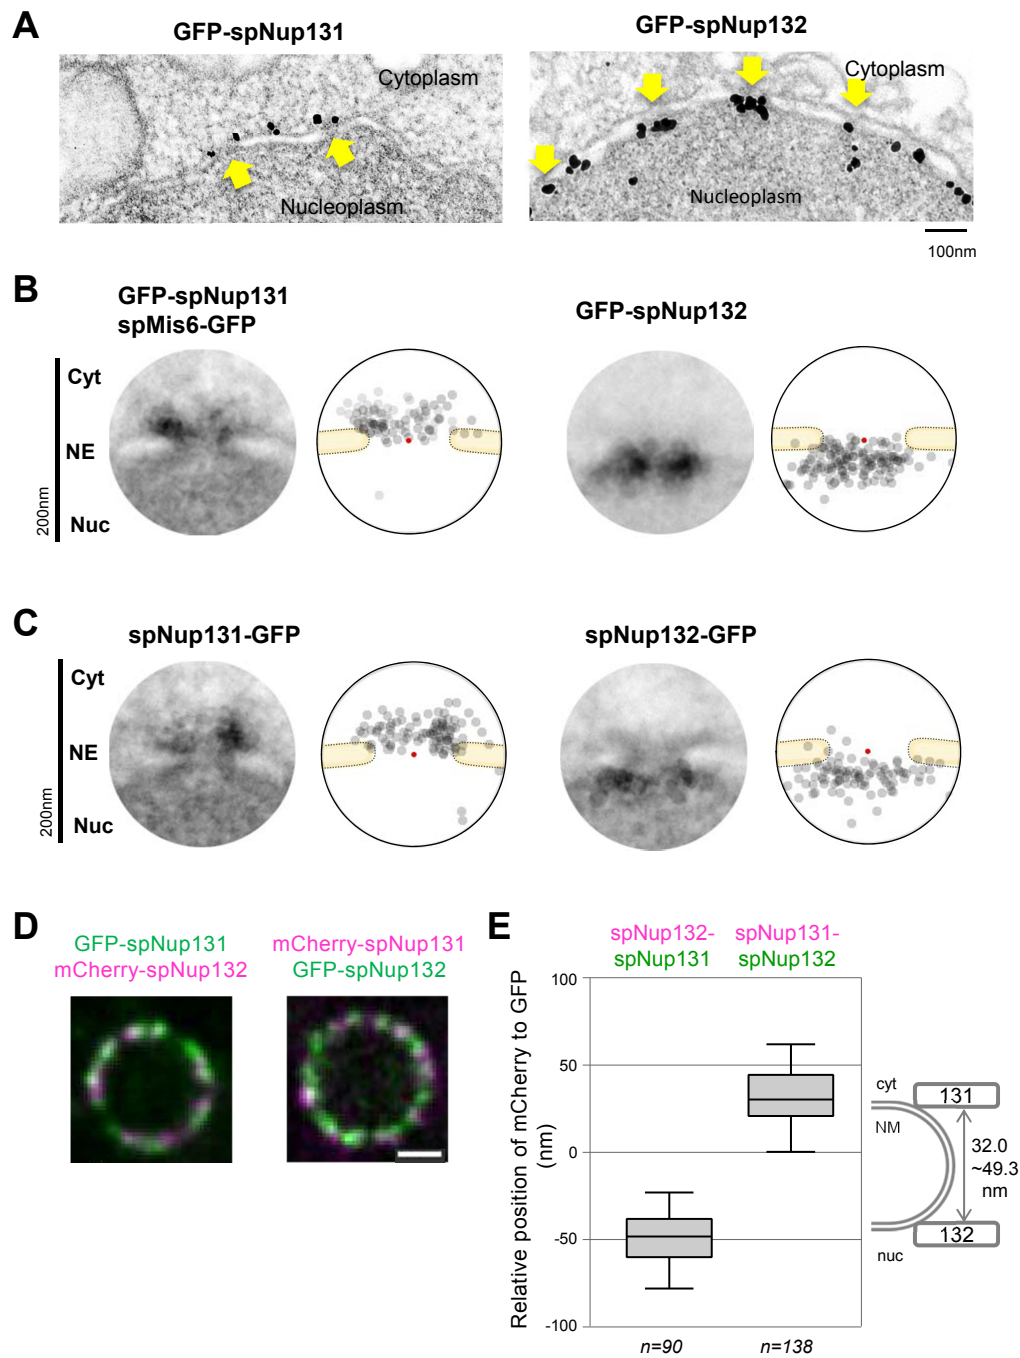 A
GFP-spNup131
GFP-spNup132
Cytoplasm
Nucleoplasm
Cytoplasm
Nucleoplasm
100nm
B
GFP-spNup131
spMis6-GFP
GFP-spNup132
200nm
Cyt
NE
Nuc
C
spNup131-GFP
spNup132-GFP
200nm
Cyt
NE
Nuc
D
GFP-spNup131
mCherry-spNup132
mCherry-spNup131
GFP-spNup132
E
spNup132-
spNup131
spNup131-
spNup132
Relative position of mCherry to GFP
(nm)
100
50
0
-50
-100
n=90
n=138
cyt
131
NM
32.0
~49.3
nm
132
nuc